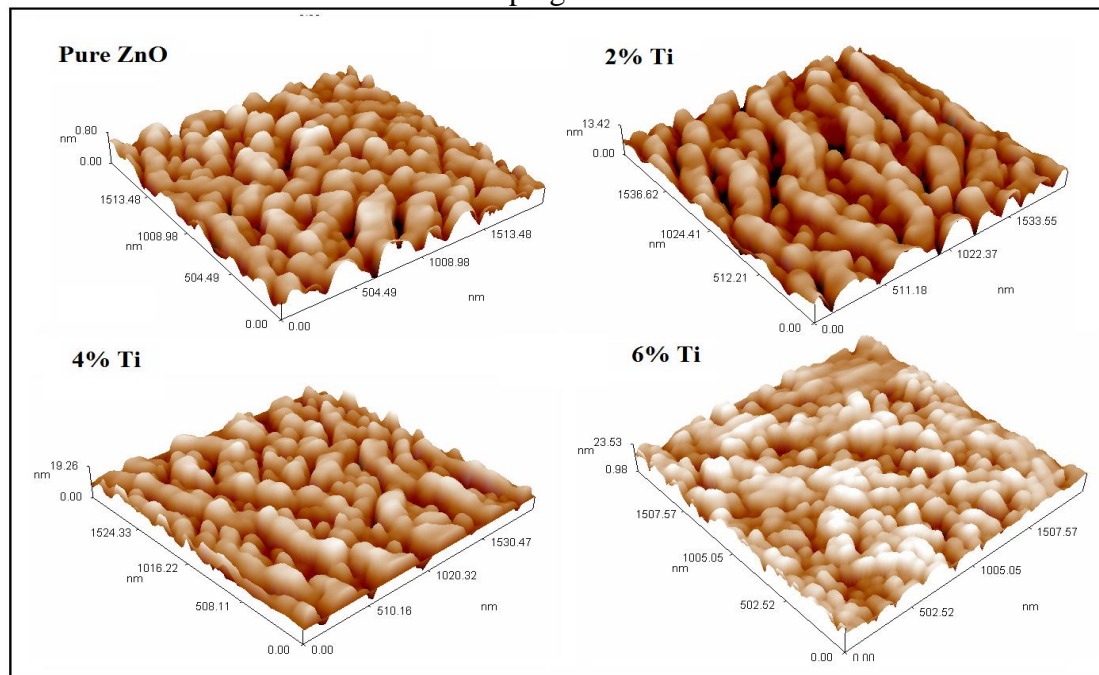 Pure ZnO
0.80
nm
0.00
1513.48
1008.98
nm
504.49
0.00
0.00
504.49
1008.98
1513.48
nm
2% Ti
13.42
nm
0.00
1536.62
1024.41
nm
512.21
0.00
0.00
511.18
1022.37
1533.55
nm
4% Ti
19.26
nm
0.00
1524.33
1016.22
nm
508.11
0.00
0.00
510.16
1020.32
1530.47
nm
6% Ti
23.53
nm
0.98
1507.57
1005.05
nm
502.52
0.00
0.00
502.52
1005.05
1507.57
nm